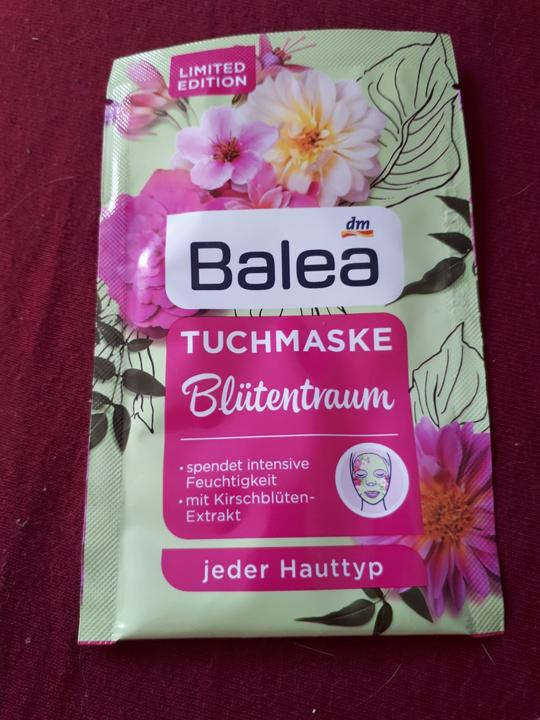 LIMITED
EDITION
dm
Balea
TUCHMASKE
Blütentraum
• spendet intensive
Feuchtigkeit
• mit Kirschblüten-
Extrakt
jeder Hauttyp